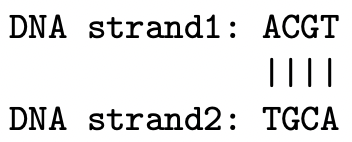 DNA strand1: ACGT
||||
DNA strand2: TGCA